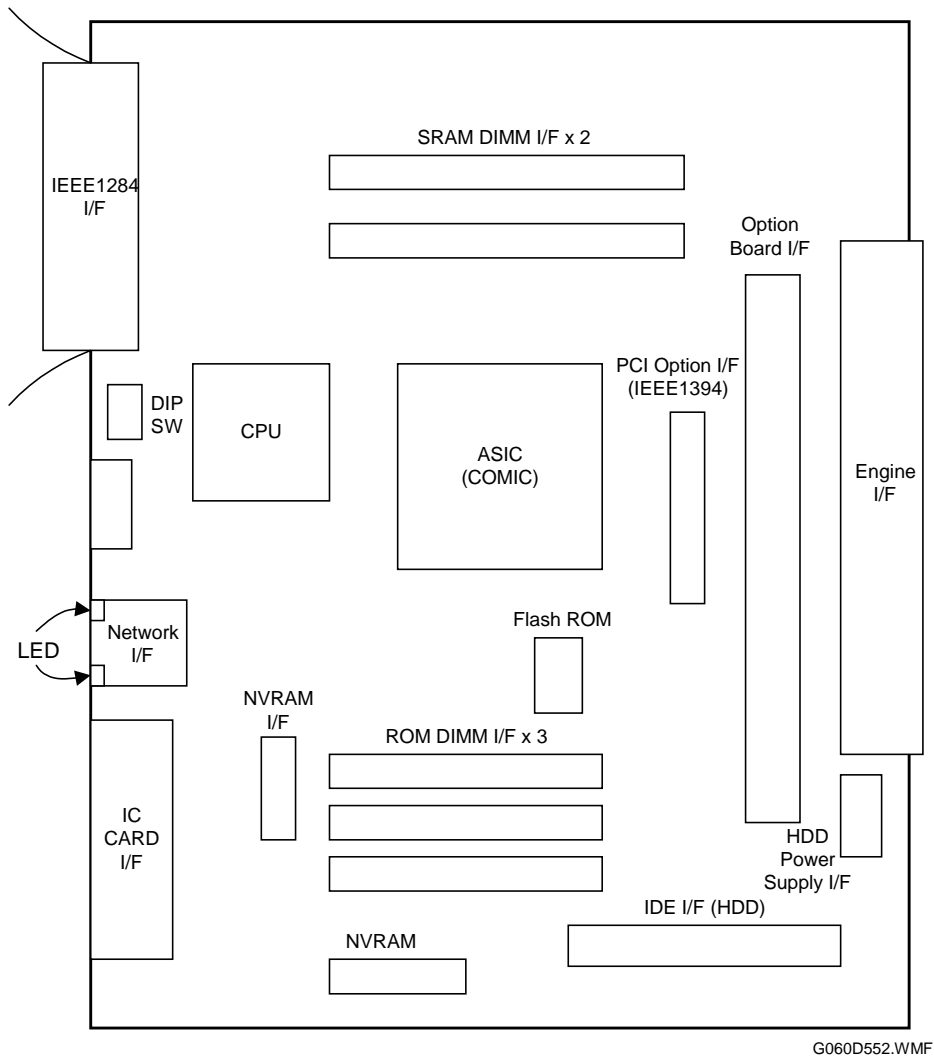 SRAM DIMM I/F x 2
IEEE1284
I/F
Option
Board I/F
PCI Option I/F
(IEEE1394)
DIP
SW
CPU
ASIC
(COMIC)
Engine
I/F
Flash ROM
LED
Network
I/F
NVRAM
I/F
ROM DIMM I/F x 3
IC
CARD
I/F
HDD
Power
Supply I/F
IDE I/F (HDD)
NVRAM
G060D552.WMF